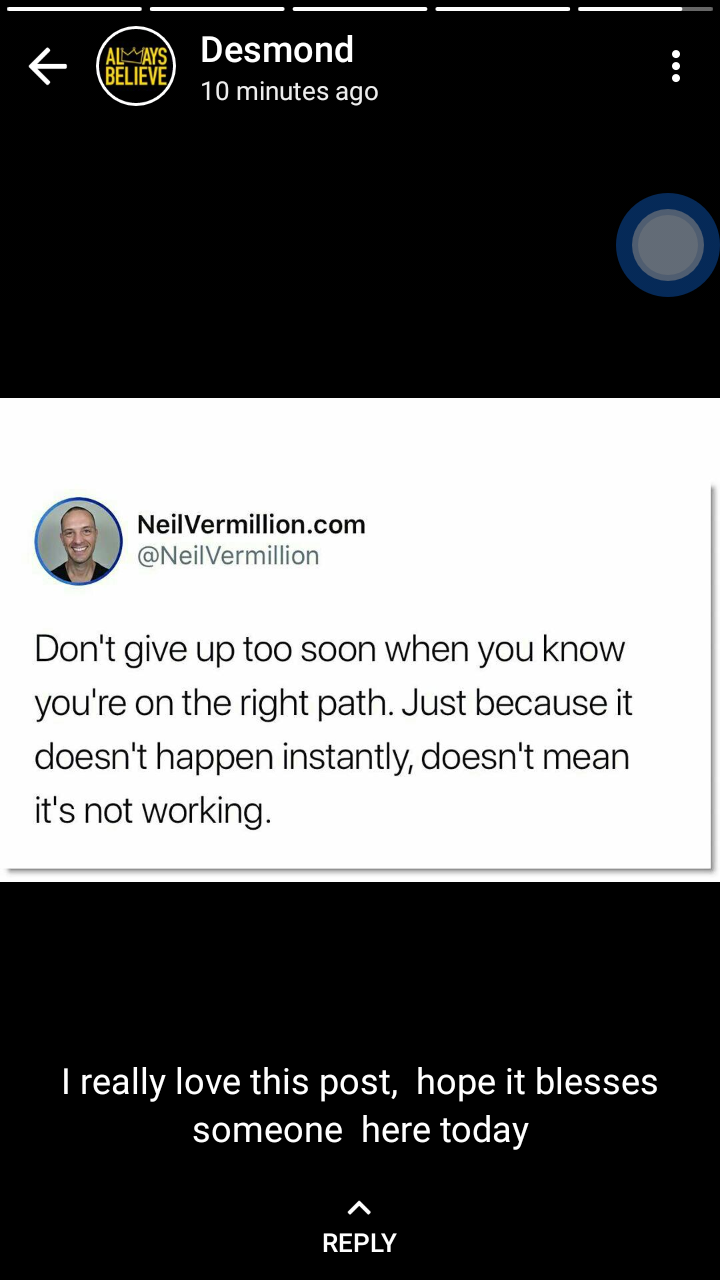 ALWAYS
BELIEVE
Desmond
10 minutes ago
NeilVermillion.com
@NeilVermillion
Don't give up too soon when you know
you're on the right path. Just because it
doesn't happen instantly, doesn't mean
it's not working.
I really love this post,  hope it blesses
someone  here today
REPLY